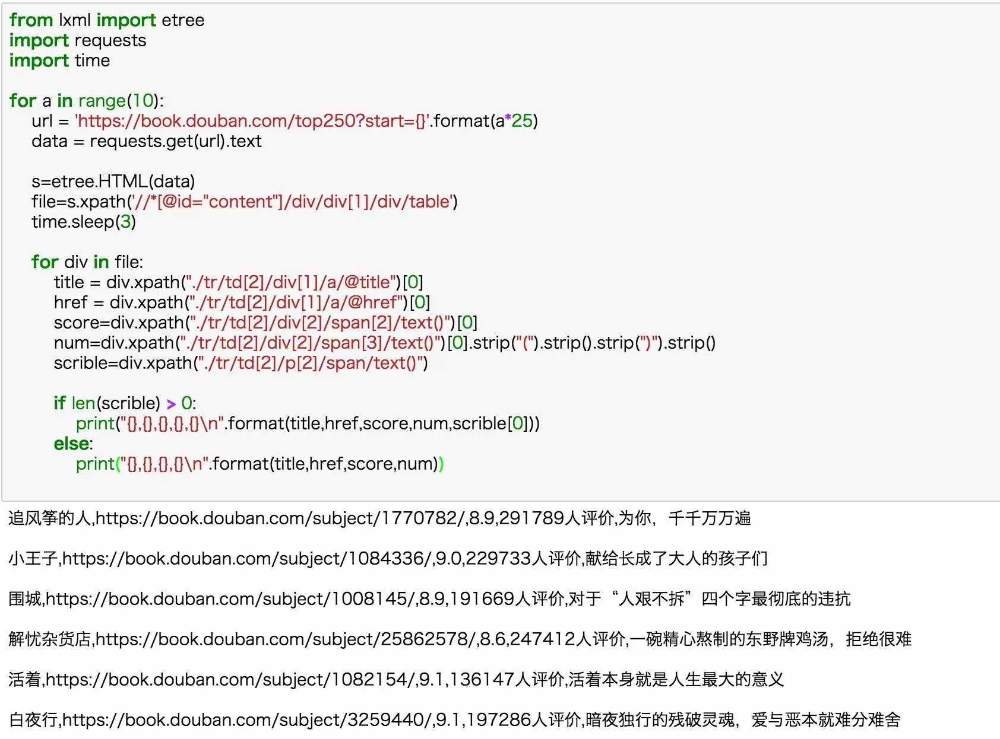 from lxml import etree
import requests
import time
for a in range(10):
url = 'https://book.douban.com/top250?start={}'.format(a*25)
data = requests.get(url).text
s=etree.HTML(data)
file=s.xpath('//*[@id="content"]/div/div[1]/div/table')
time.sleep(3)
for div in file:
title = div.xpath("./tr/td[2]/div[1]/a/@title")[0]
href = div.xpath("./tr/td[2]/div[1]/a/@href")[0]
score=div.xpath("./tr/td[2]/div[2]/span[2]/text()")[0]
num=div.xpath("./tr/td[2]/div[2]/span[3]/text()")[0].strip("(").strip().strip(")").strip()
scrible=div.xpath("./tr/td[2]/p[2]/span/text()")
if len(scrible) > 0:
print("{},{},{},{},{}\n".format(title,href,score,num,scrible[0]))
else:
print("{},{},{},{}\n".format(title,href,score,num))
追风筝的人,https://book.douban.com/subject/1770782/,8.9,291789人评价,为你，千千万万遍
小王子,https://book.douban.com/subject/1084336/,9.0,229733人评价,献给长成了大人的孩子们
围城,https://book.douban.com/subject/1008145/,8.9,191669人评价,对于“人艰不拆”四个字最彻底的违抗
解忧杂货店,https://book.douban.com/subject/25862578/,8.6,247412人评价,一碗精心熬制的东野牌鸡汤，拒绝很难
活着,https://book.douban.com/subject/1082154/,9.1,136147人评价,活着本身就是人生最大的意义
白夜行,https://book.douban.com/subject/3259440/,9.1,197286人评价,暗夜独行的残破灵魂，爱与恶本就难分难舍